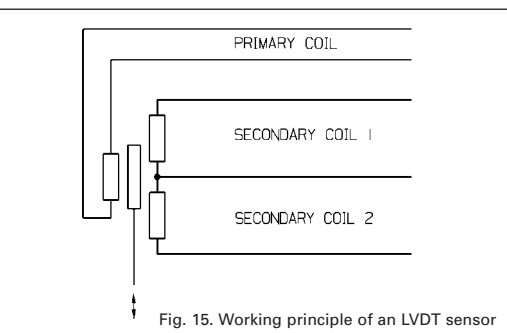 PRIMARY COIL
SECONDARY COIL 1
SECONDARY COIL 2
Fig. 15. Working principle of an LVDT sensor